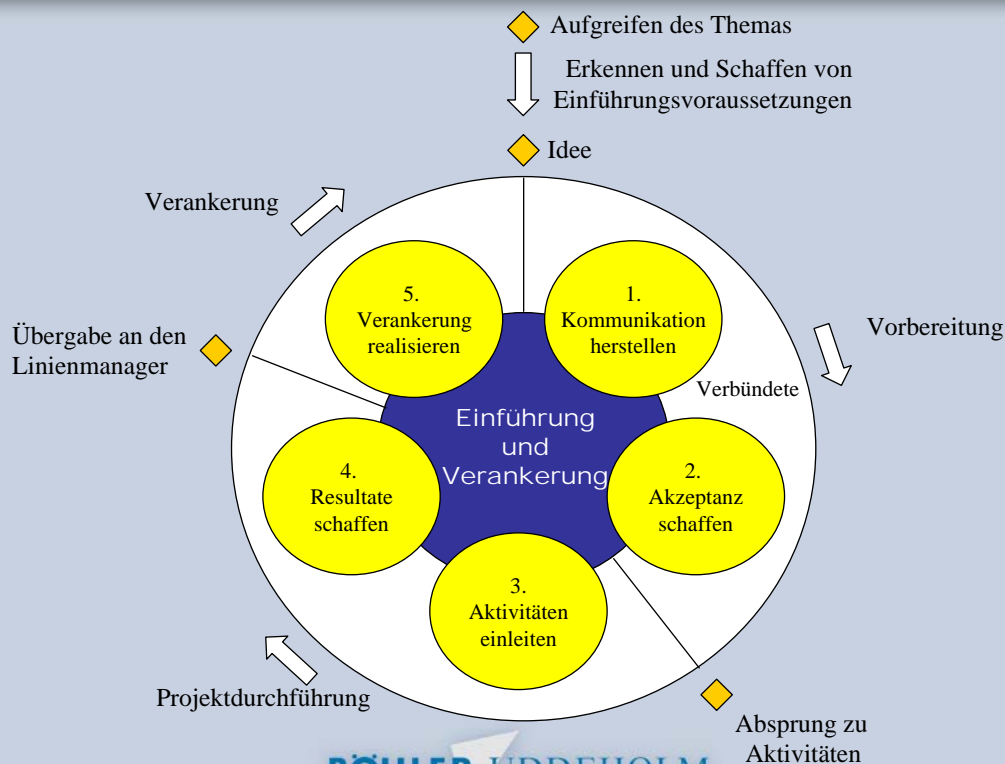 Aufgreifen des Themas
Erkennen und Schaffen von
Einführungsvoraussetzungen
Idee
Verankerung
5.
Verankerung
realisieren
1.
Kommunikation
herstellen
Vorbereitung
Übergabe an den
Linienmanager
Verbündete
Einführung
und
Verankerung
4.
Resultate
schaffen
2.
Akzeptanz
schaffen
3.
Aktivitäten
einleiten
Projektdurchführung
Absprung zu
Aktivitäten
BÖHLER UDDEHOLM